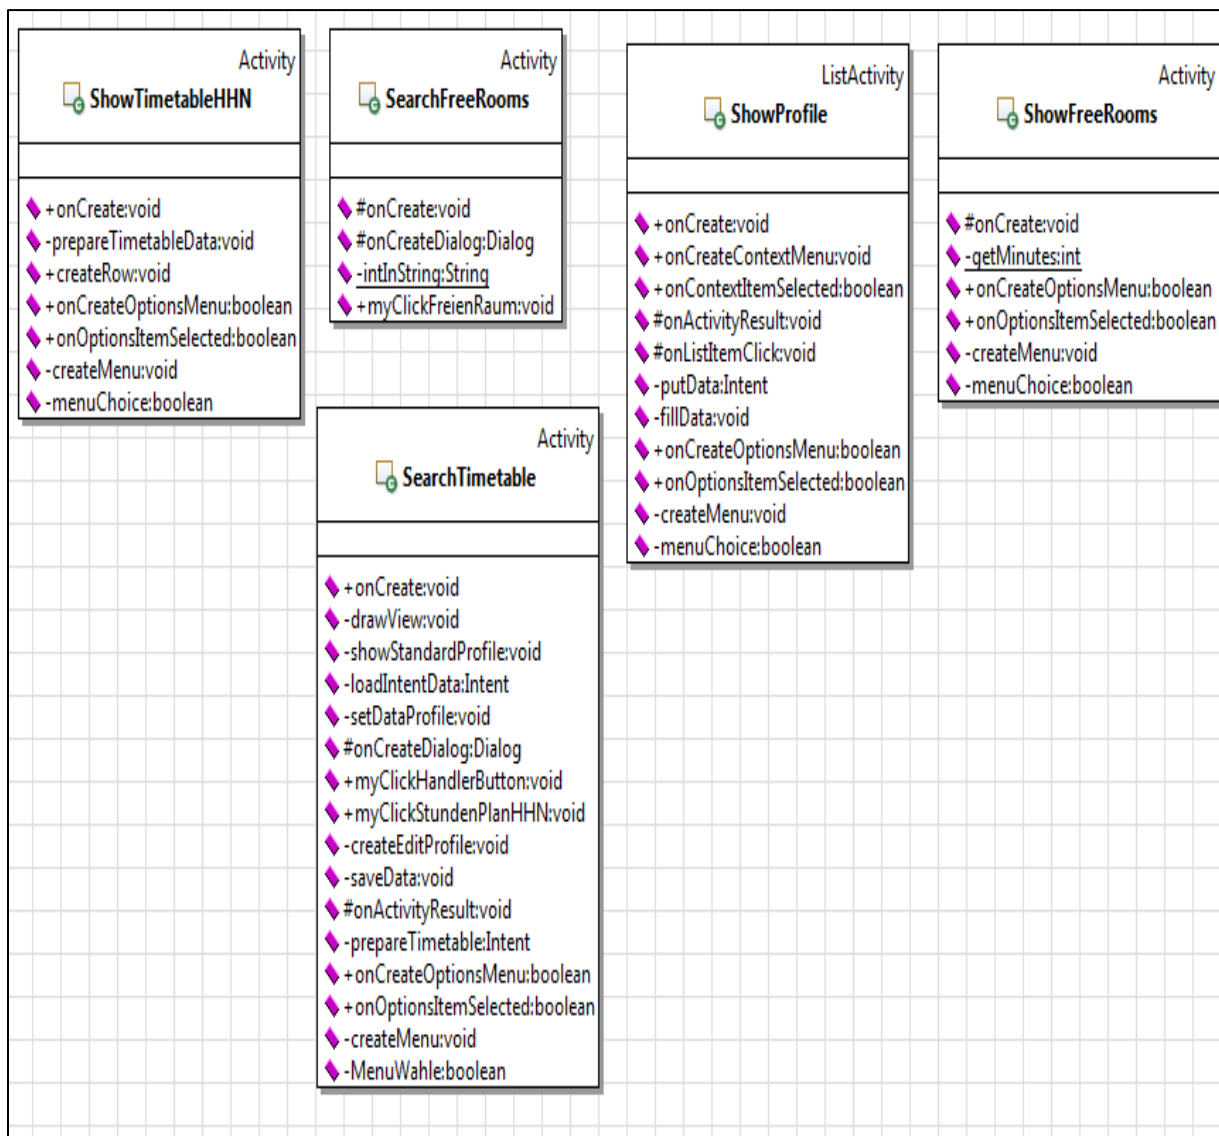 Activity
ShowTimetableHHN
+onCreate:void
-prepareTimetableData:void
+createRow:void
+onCreateOptionsMenu:boolean
+onOptionsItemSelected:boolean
-createMenu:void
-menuChoice:boolean
Activity
SearchFreeRooms
#onCreate:void
#onCreateDialog:Dialog
-intInString:String
+myClickFreienRaum:void
ListActivity
ShowProfile
+onCreate:void
+onCreateContextMenu:void
+onContextItemSelected:boolean
#onActivityResult:void
#onListItemClick:void
-putData:Intent
-fillData:void
+onCreateOptionsMenu:boolean
+onOptionsItemSelected:boolean
-createMenu:void
-menuChoice:boolean
Activity
ShowFreeRooms
#onCreate:void
-getMinutes:int
+onCreateOptionsMenu:boolean
+onOptionsItemSelected:boolean
-createMenu:void
-menuChoice:boolean
Activity
SearchTimetable
+onCreate:void
-drawView:void
-showStandardProfile:void
-loadIntentData:Intent
-setDataProfile:void
#onCreateDialog:Dialog
+myClickHandlerButton:void
+myClickStundenPlanHHN:void
-createEditProfile:void
-saveData:void
#onActivityResult:void
-prepareTimetable:Intent
+onCreateOptionsMenu:boolean
+onOptionsItemSelected:boolean
-createMenu:void
-MenuWahle:boolean